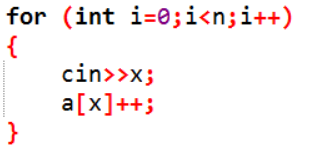 for (int i=0;i<n;i++)
{
    cin>>x;
    a[x]++;
}